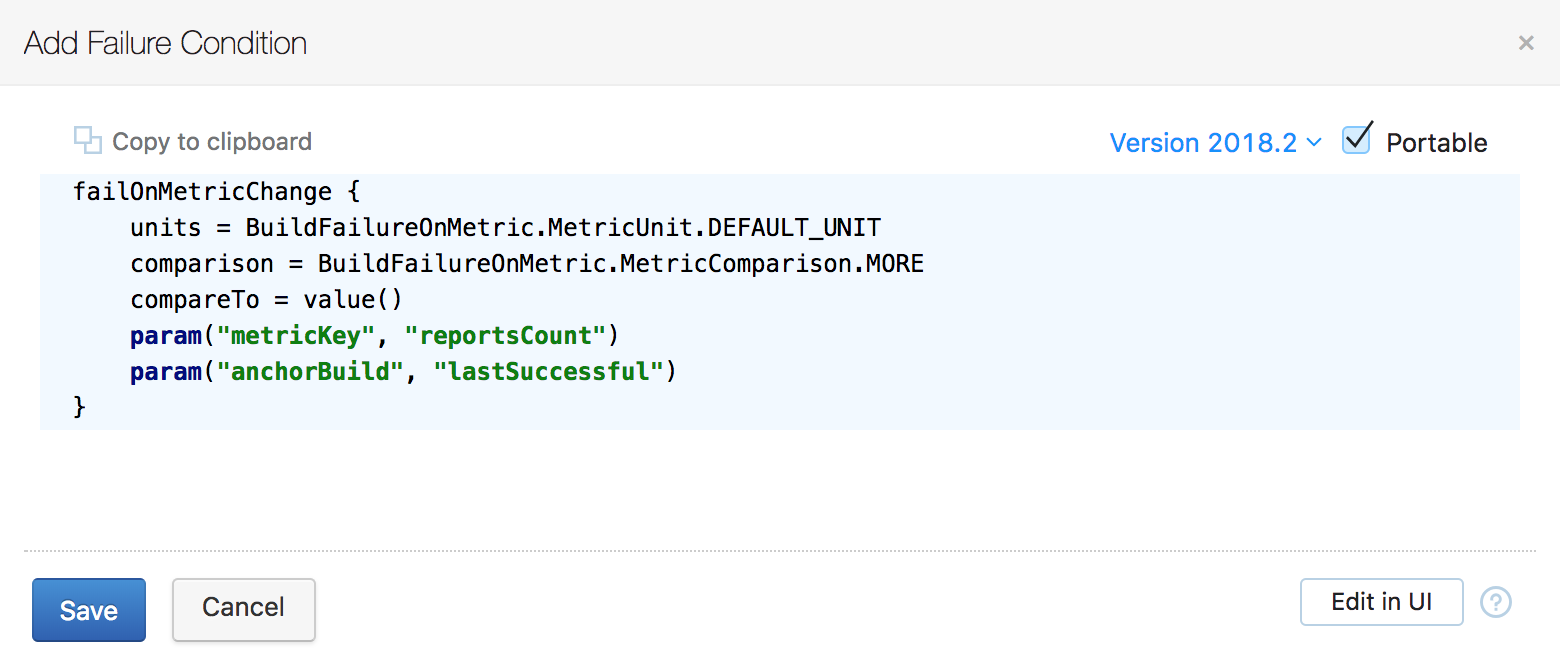 Add Failure Condition ×
Copy to clipboard Version 2018.2 Portable
failOnMetricChange {
    units = BuildFailureOnMetric.MetricUnit.DEFAULT_UNIT
    comparison = BuildFailureOnMetric.MetricComparison.MORE
    compareTo = value()
    param("metricKey", "reportsCount")
    param("anchorBuild", "lastSuccessful")
}
Save Cancel Edit in UI ?